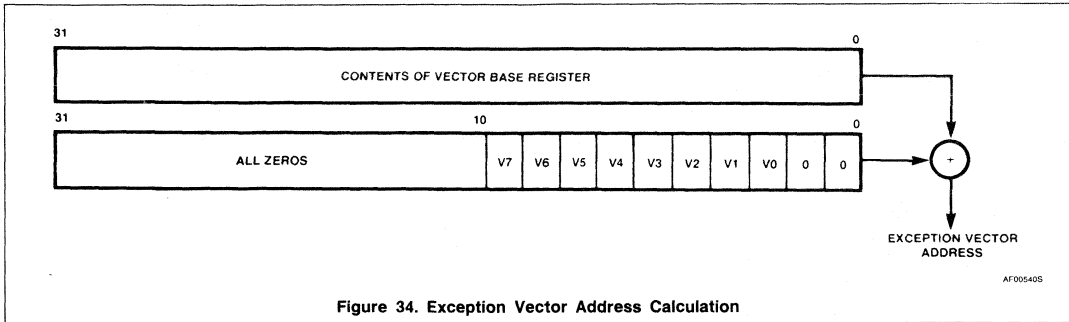 31 0
CONTENTS OF VECTOR BASE REGISTER
31 10 0
ALL ZEROS V7 V6 V5 V4 V3 V2 V1 V0 0 0
+
EXCEPTION VECTOR
ADDRESS
AF00540S
Figure 34. Exception Vector Address Calculation